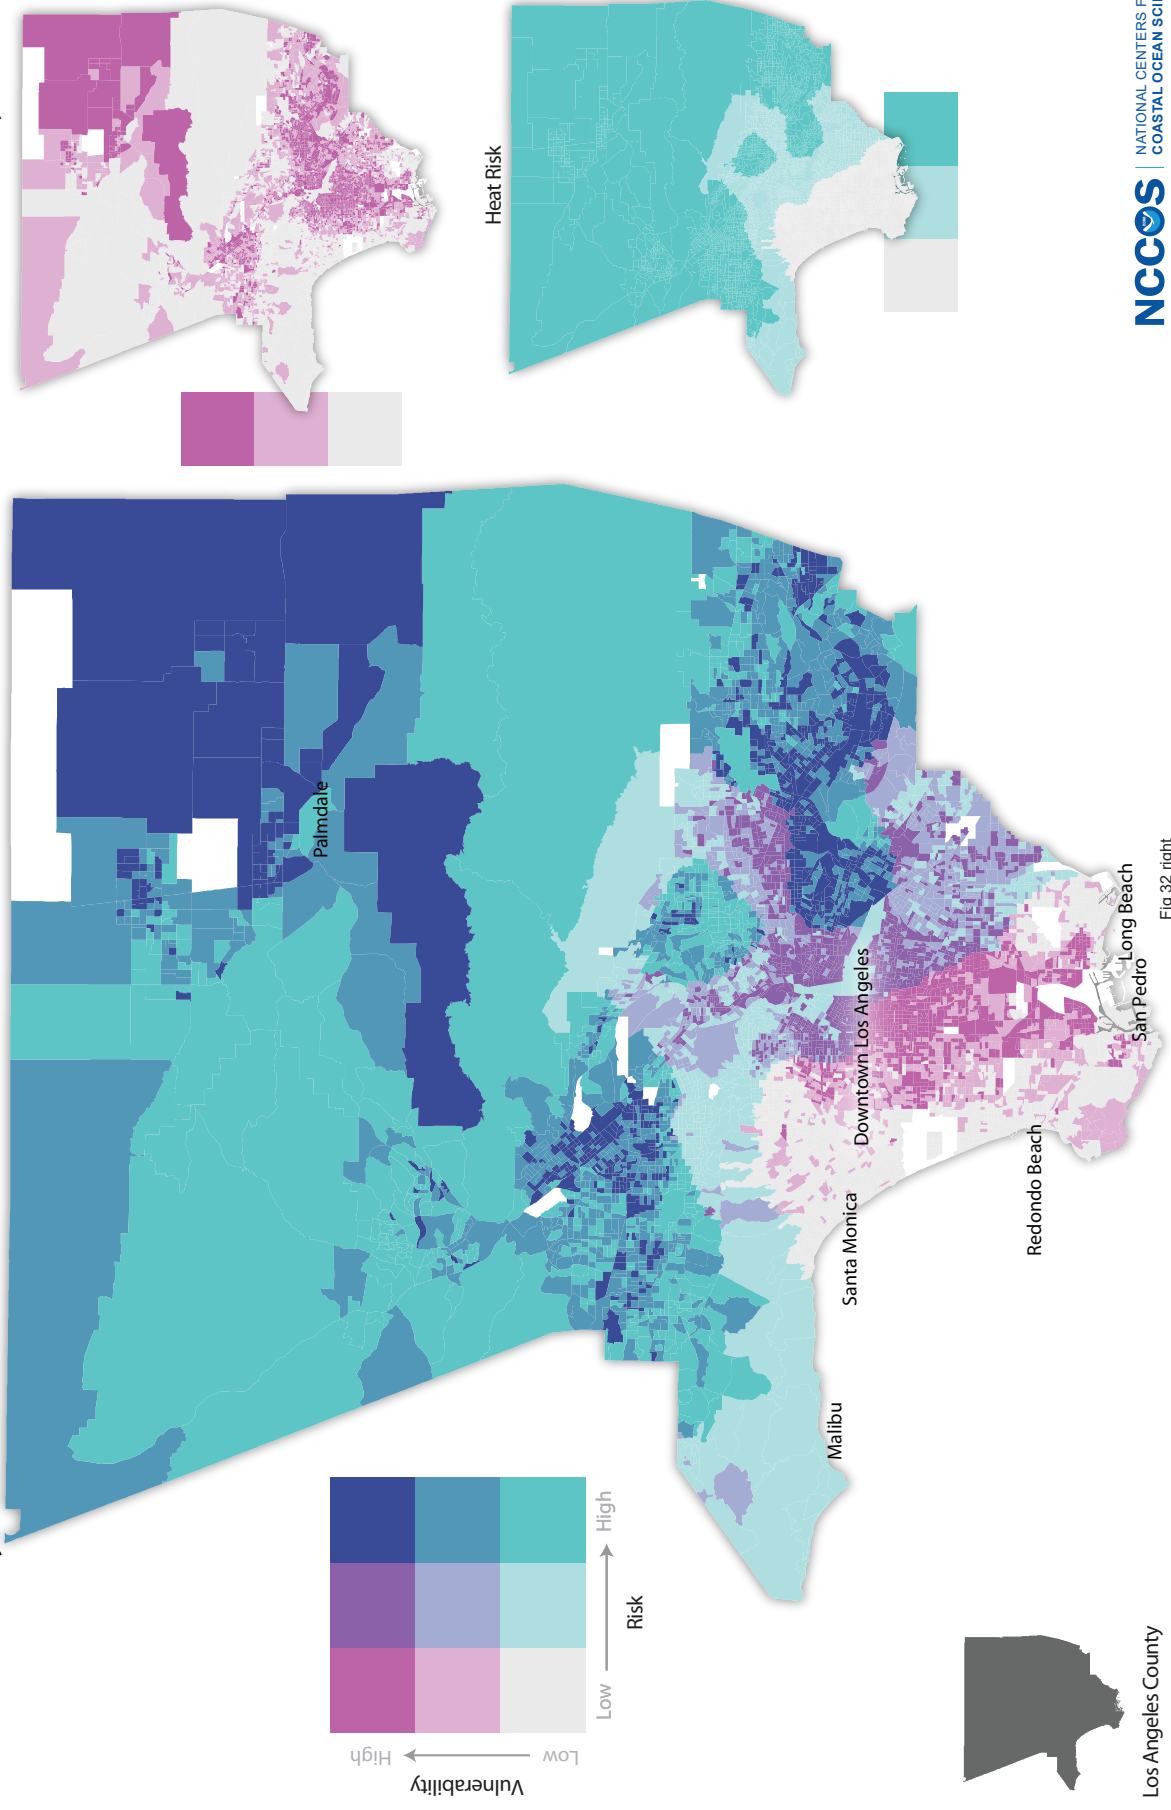 Heat Risk
NCCOS
NATIONAL CENTERS F
COASTAL OCEAN SCI
Palmdale
Downtown Los Angeles
Santa Monica
Malibu
Redondo Beach
Long Beach
San Pedro
High
Low
Vulnerability
Low
High
Risk
Los Angeles County
Fig 32 right